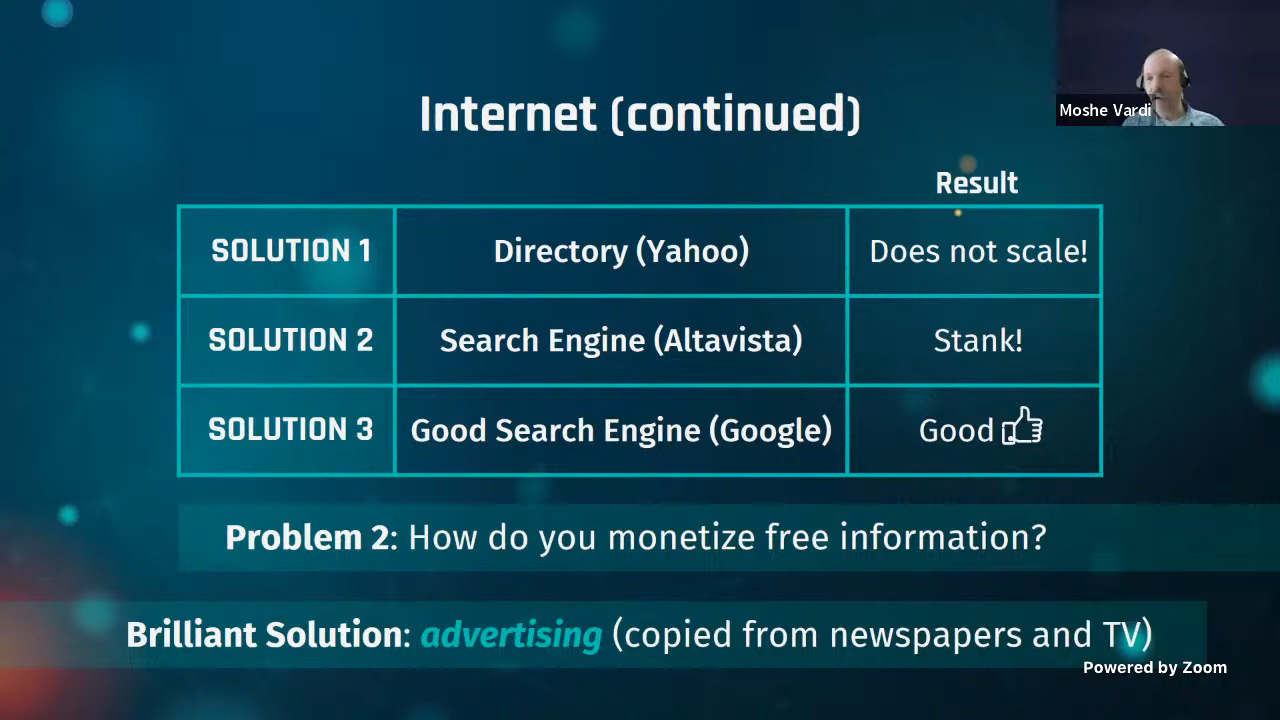 Moshe Vardi
Internet (continued)
Result
SOLUTION 1 Directory (Yahoo) Does not scale!
SOLUTION 2 Search Engine (Altavista) Stank!
SOLUTION 3 Good Search Engine (Google) Good
Problem 2: How do you monetize free information?
Brilliant Solution: advertising (copied from newspapers and TV)
Powered by Zoom